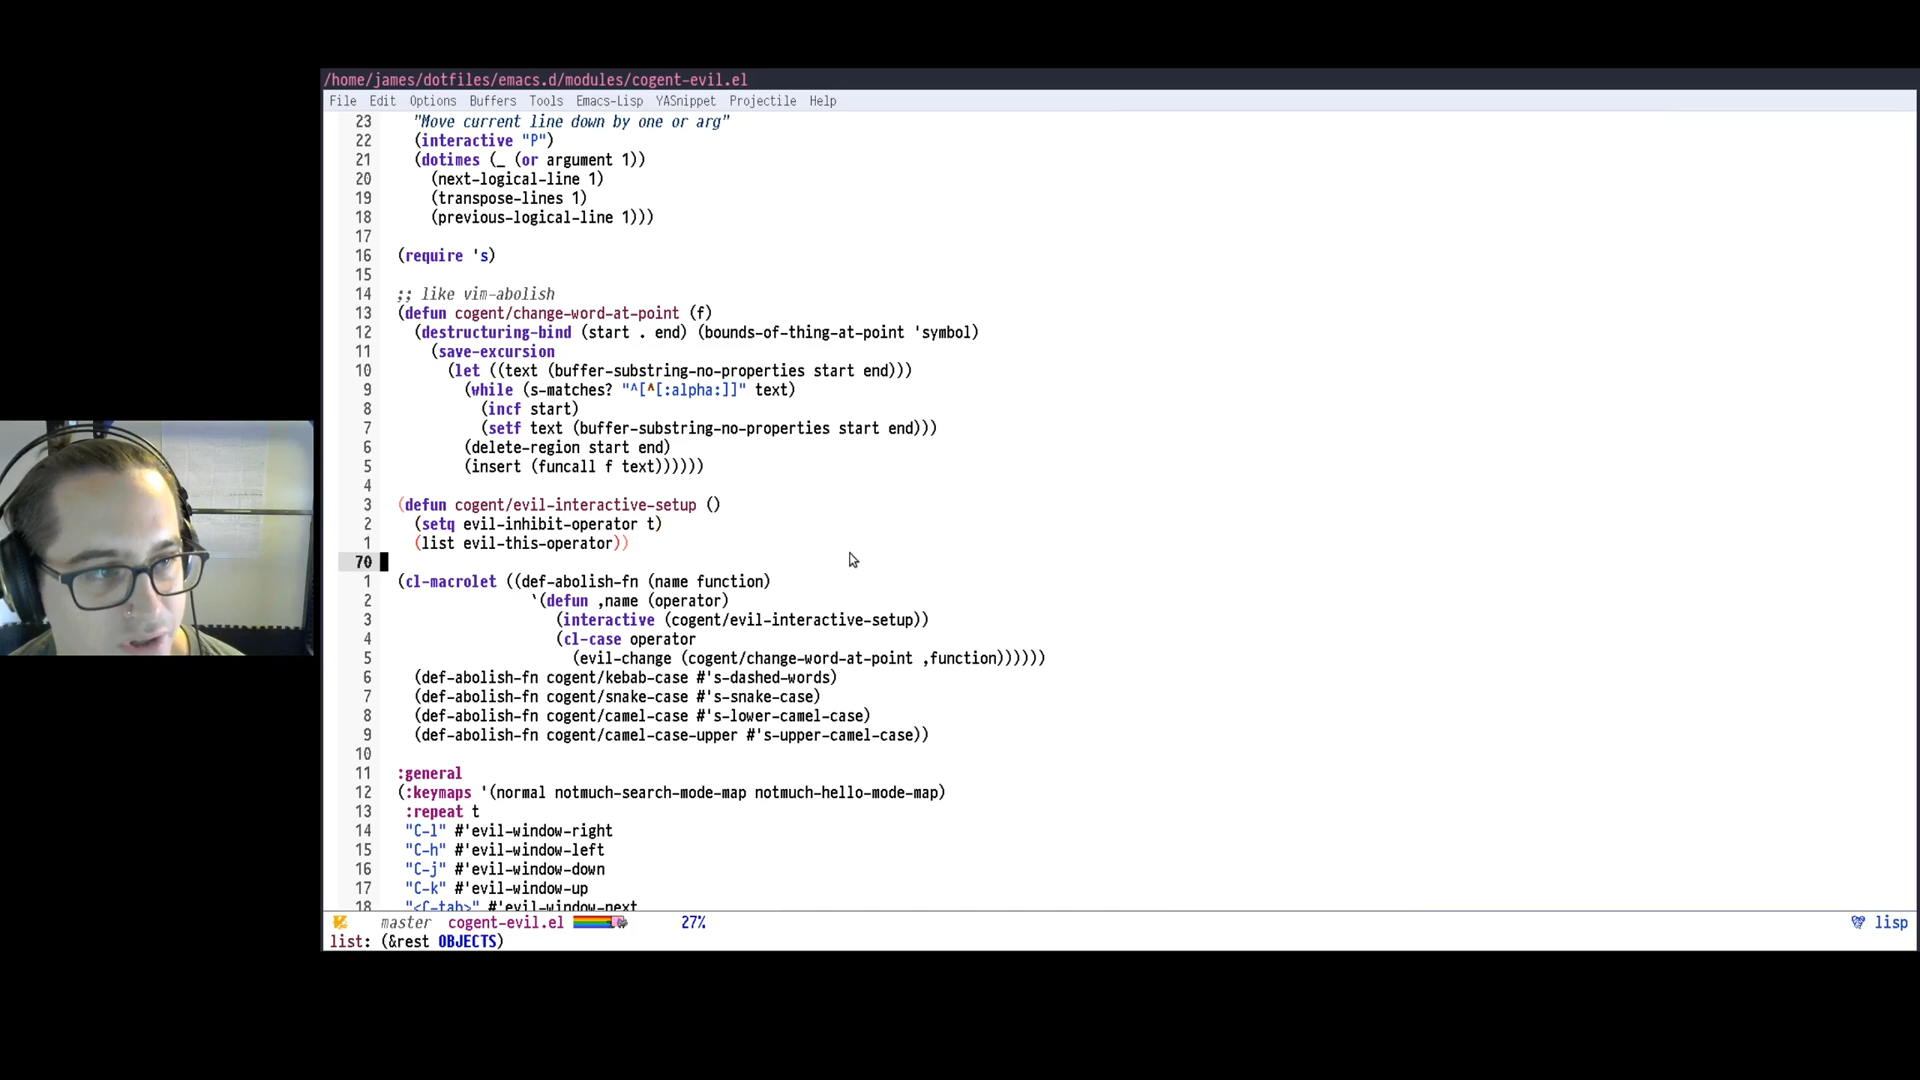 /home/james/dotfiles/emacs.d/modules/cogent-evil.el
File Edit Options Buffers Tools Emacs-Lisp YASnippet Projectile Help
23 "Move current line down by one or arg"
22 (interactive "P")
21 (dotimes (_ (or argument 1))
20 (next-logical-line 1)
19 (transpose-lines 1)
18 (previous-logical-line 1)))
17
16 (require 's)
15
14 ;; like vim-abolish
13 (defun cogent/change-word-at-point (f)
12 (destructuring-bind (start . end) (bounds-of-thing-at-point 'symbol)
11 (save-excursion
10 (let ((text (buffer-substring-no-properties start end)))
9 (while (s-matches? "^[^[:alpha:]]" text)
8 (incf start)
7 (setf text (buffer-substring-no-properties start end)))
6 (delete-region start end)
5 (insert (funcall f text))))))
4
3 (defun cogent/evil-interactive-setup ()
2 (setq evil-inhibit-operator t)
1 (list evil-this-operator))
70
1 (cl-macrolet ((def-abolish-fn (name function)
2 `(defun ,name (operator)
3 (interactive (cogent/evil-interactive-setup))
4 (cl-case operator
5 (evil-change (cogent/change-word-at-point ,function))))))
6 (def-abolish-fn cogent/kebab-case #'s-dashed-words)
7 (def-abolish-fn cogent/snake-case #'s-snake-case)
8 (def-abolish-fn cogent/camel-case #'s-lower-camel-case)
9 (def-abolish-fn cogent/camel-case-upper #'s-upper-camel-case))
10
11 :general
12 (:keymaps '(normal notmuch-search-mode-map notmuch-hello-mode-map)
13 :repeat t
14 "C-l" #'evil-window-right
15 "C-h" #'evil-window-left
16 "C-j" #'evil-window-down
17 "C-k" #'evil-window-up
18 "<C-tab>" #'evil-window-next
master cogent-evil.el 27% lisp
list: (&rest OBJECTS)